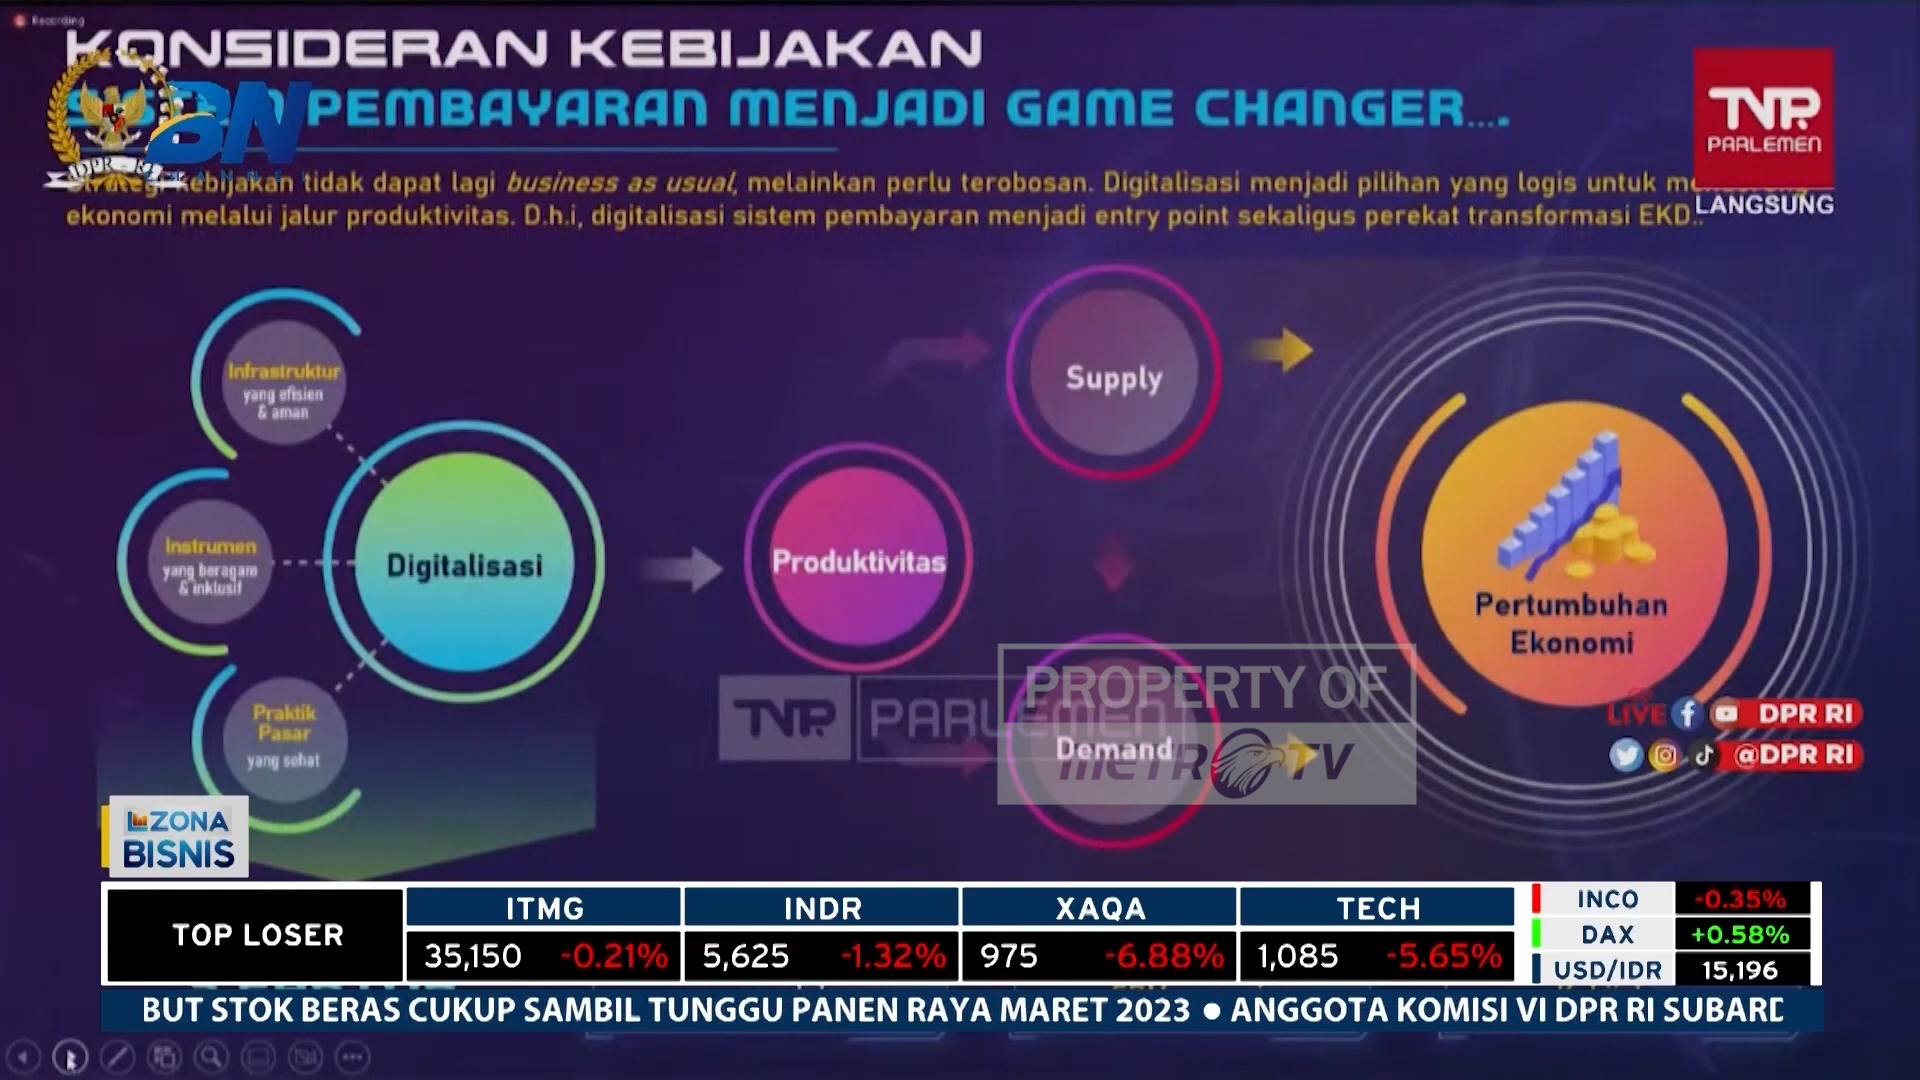 Recording
KONSIDERAN KEBIJAKAN
PEMBAYARAN MENJADI GAME CHANGER....
BN
DPR - RI
TVR
PARLEMEN
LANGSUNG
kebijakan tidak dapat lagi business as usual, melainkan perlu terobosan. Digitalisasi menjadi pilihan yang logis untuk
ekonomi melalui jalur produktivitas. D.h.i, digitalisasi sistem pembayaran menjadi entry point sekaligus perekat transformasi EKD..
Infrastruktur
yang efisien
& aman
Instrumen
yang beragam
& inklusif
Praktik
Pasar
yang sehat
Digitalisasi
Produktivitas
Supply
Demand
Pertumbuhan
Ekonomi
TVR PARLEMEN
PROPERTY OF
METRO TV
LIVE DPR RI
@DPR RI
ZONA
BISNIS
TOP LOSER
ITMG INDR XAQA TECH
35,150 -0.21% 5,625 -1.32% 975 -6.88% 1,085 -5.65%
INCO -0.35%
DAX +0.58%
USD/IDR 15,196
BUT STOK BERAS CUKUP SAMBIL TUNGGU PANEN RAYA MARET 2023 ● ANGGOTA KOMISI VI DPR RI SUBARD